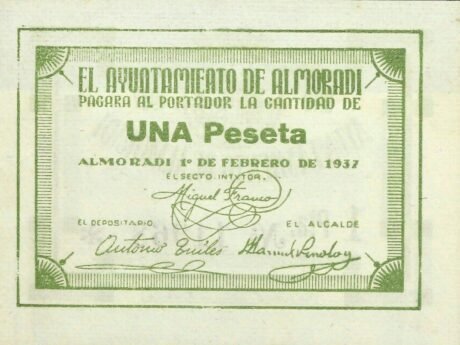 EL AYUNTAMIENTO DE ALMORADI
PAGARA AL PORTADOR LA CANTIDAD DE
UNA Peseta
ALMORADI 1º DE FEBRERO DE 1937
EL SECTO INTVTOR.
Miguel Franco
EL DEPOSITARIO EL ALCALDE
Antonio